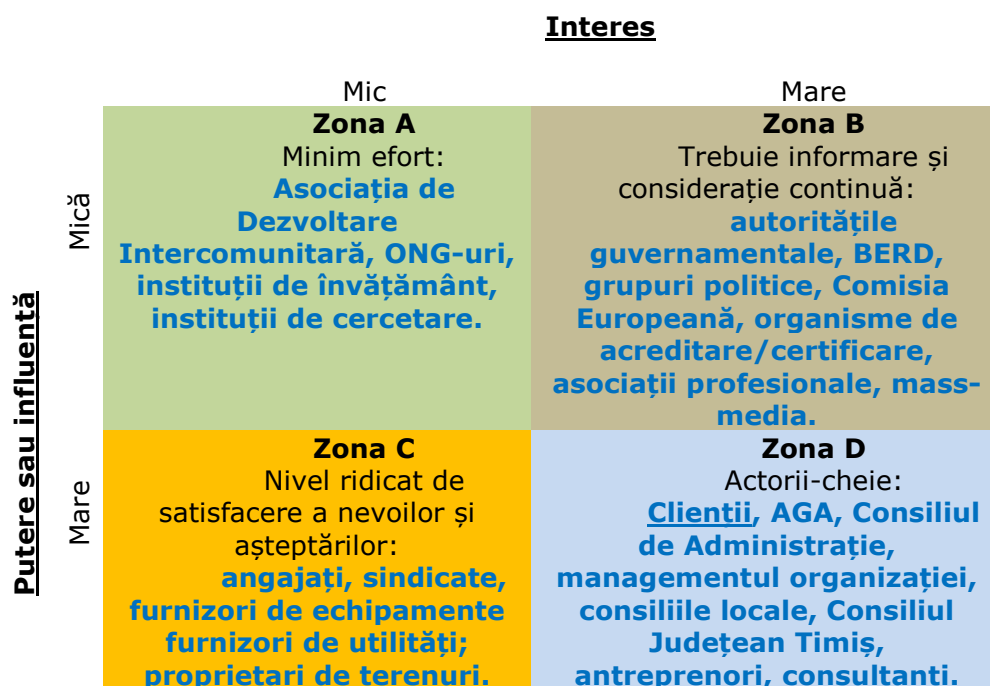 Interes
Mic
Mare
Putere sau influență
Mică
Zona A
Minim efort:
Asociația de
Dezvoltare
Intercomunitară, ONG-uri,
instituții de învățământ,
instituții de cercetare.
Zona B
Trebuie informare și
considerație continuă:
autoritățile
guvernamentale, BERD,
grupuri politice, Comisia
Europeană, organisme de
acreditare/certificare,
asociații profesionale, mass-
media.
Mare
Zona C
Nivel ridicat de
satisfacere a nevoilor și
așteptărilor:
angajați, sindicate,
furnizori de echipamente
furnizori de utilități;
proprietari de terenuri.
Zona D
Actorii-cheie:
Clienții, AGA, Consiliul
de Administrație,
managementul organizației,
consiliile locale, Consiliul
Județean Timiș,
antreprenori, consultanți.